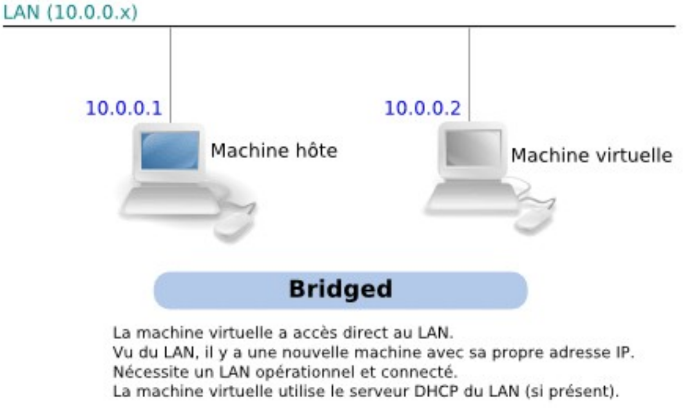 LAN (10.0.0.x)
10.0.0.1
10.0.0.2
Machine hôte
Machine virtuelle
Bridged
La machine virtuelle a accès direct au LAN.
Vu du LAN, il y a une nouvelle machine avec sa propre adresse IP.
Nécessite un LAN opérationnel et connecté.
La machine virtuelle utilise le serveur DHCP du LAN (si présent).